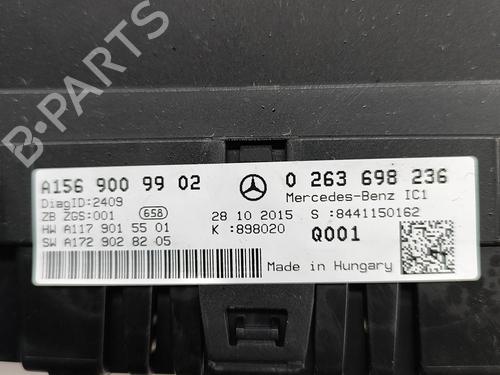 A156 900 99 02
0 263 698 236
DiagID:2409
Mercedes-Benz IC1
ZB ZGS:001 658
28 10 2015 S :8441150162
HW A117 901 55 01
K :898020 Q001
SW A172 902 82 05
Made in Hungary
B-PARTS